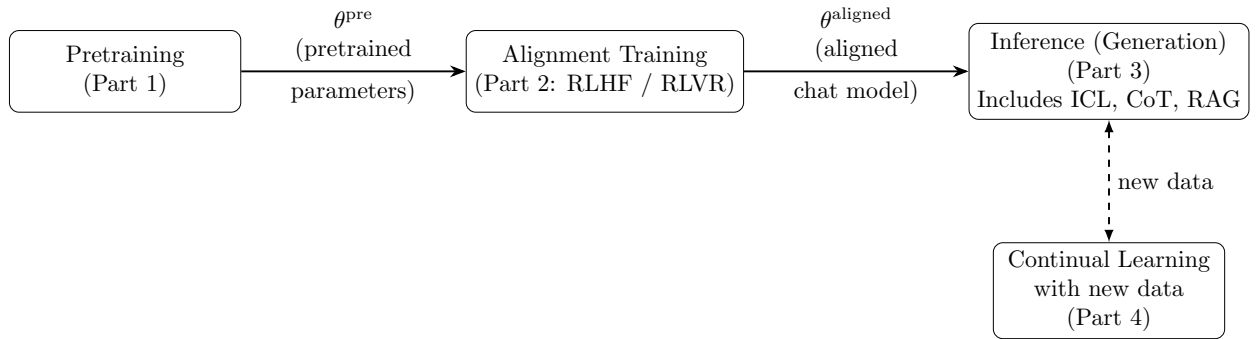 Pretraining
(Part 1)
θ^pre
(pretrained
parameters)
Alignment Training
(Part 2: RLHF / RLVR)
θ^aligned
(aligned
chat model)
Inference (Generation)
(Part 3)
Includes ICL, CoT, RAG
new data
Continual Learning
with new data
(Part 4)